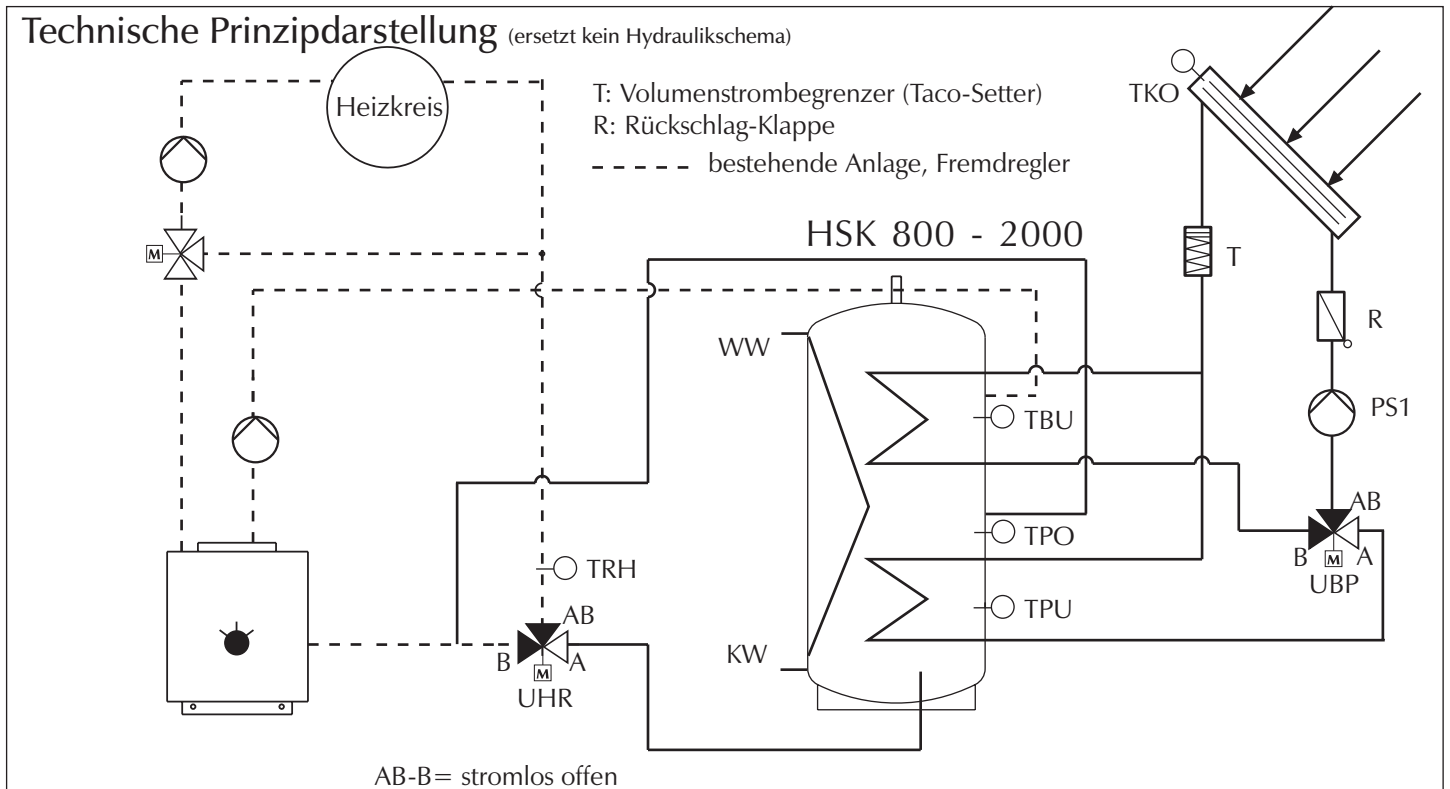 Technische Prinzipdarstellung (ersetzt kein Hydraulikschema)
Heizkreis
T: Volumenstrombegrenzer (Taco-Setter)
R: Rückschlag-Klappe
bestehende Anlage, Fremdregler
TKO
HSK 800 - 2000
M
T
R
WW
PS1
TBU
AB
TPO
B
M
A
UBP
TRH
TPU
AB
B
M
A
UHR
KW
AB-B= stromlos offen